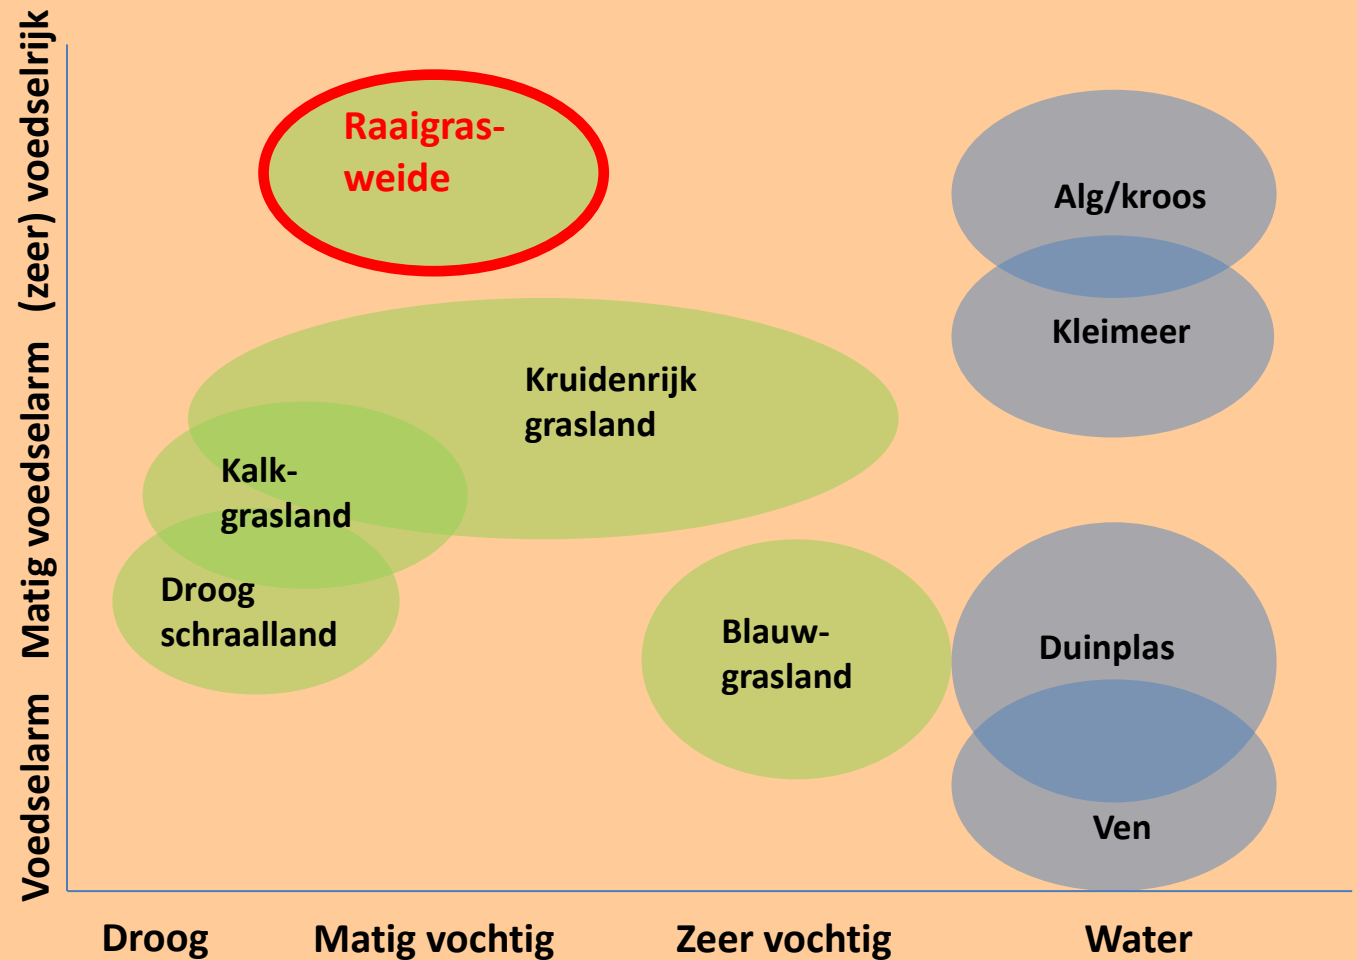 (zeer) voedselrijk
Matig voedselarm
Voedselarm
Raaigras-
weide
Alg/kroos
Kleimeer
Kruidenrijk
grasland
Kalk-
grasland
Droog
schraalland
Blauw-
grasland
Duinplas
Ven
Droog
Matig vochtig
Zeer vochtig
Water